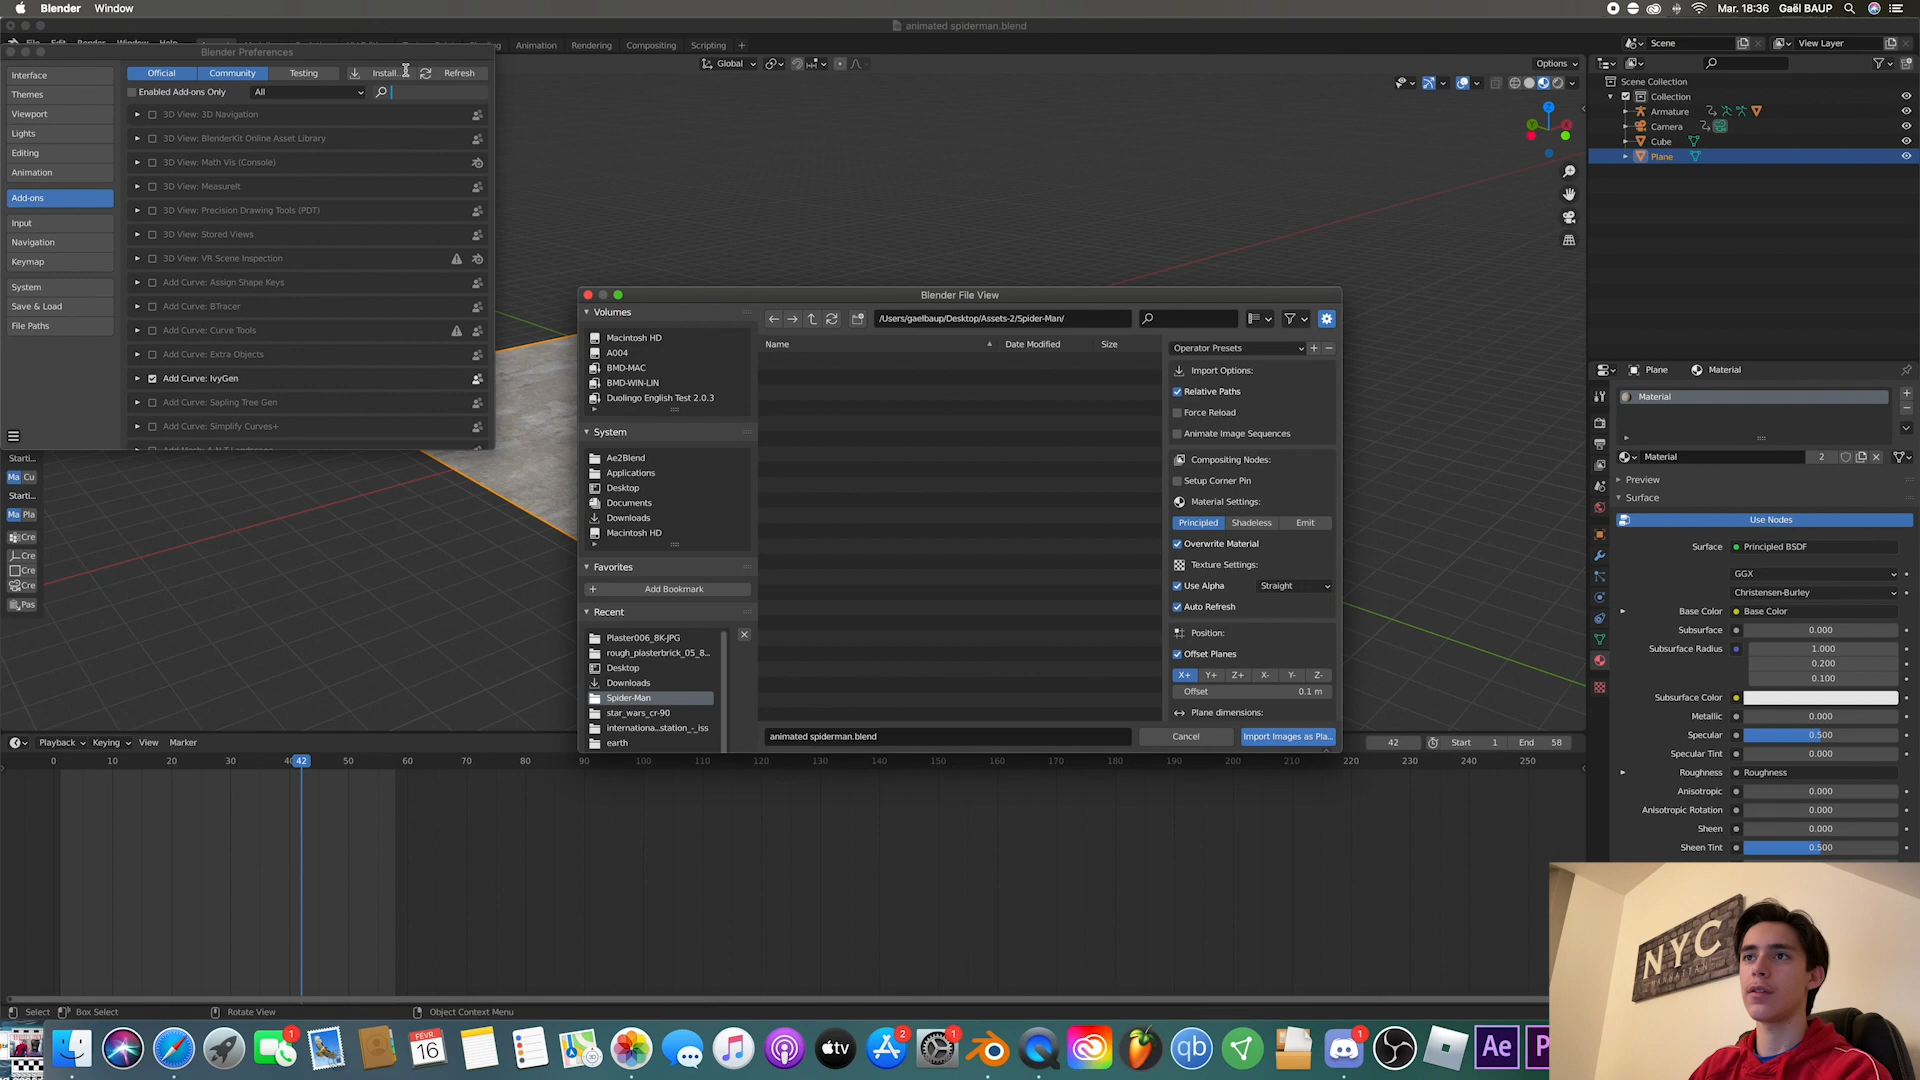 Blender Window
Mar. 18:36 Gaël BAUP
animated spiderman.blend
Animation Rendering Compositing Scripting +
Scene View Layer
Blender Preferences
Interface
Themes
Viewport
Lights
Editing
Animation
Add-ons
Input
Navigation
Keymap
System
Save & Load
File Paths
Official Community Testing Install... Refresh
Enabled Add-ons Only All
3D View: 3D Navigation
3D View: BlenderKit Online Asset Library
3D View: Math Vis (Console)
3D View: MeasureIt
3D View: Precision Drawing Tools (PDT)
3D View: Stored Views
3D View: VR Scene Inspection
Add Curve: Assign Shape Keys
Add Curve: BTracer
Add Curve: Curve Tools
Add Curve: Extra Objects
Add Curve: IvyGen
Add Curve: Sapling Tree Gen
Add Curve: Simplify Curves+
Global
Options
Starti...
Ma Cu
Starti...
Ma Pla
Cre
Cre
Cre
Cre
Pas
Blender File View
Volumes
Macintosh HD
A004
BMD-MAC
BMD-WIN-LIN
Duolingo English Test 2.0.3
System
Ae2Blend
Applications
Desktop
Documents
Downloads
Macintosh HD
Favorites
Add Bookmark
Recent
Plaster006_8K-JPG
rough_plasterbrick_05_8...
Desktop
Downloads
Spider-Man
star_wars_cr-90
internationa...station_-_iss
earth
/Users/gaelbaup/Desktop/Assets-2/Spider-Man/
Name Date Modified Size
animated spiderman.blend
Cancel
Import Images as Pla...
Operator Presets
Import Options:
Relative Paths
Force Reload
Animate Image Sequences
Compositing Nodes:
Setup Corner Pin
Material Settings:
Principled Shadeless Emit
Overwrite Material
Texture Settings:
Use Alpha Straight
Auto Refresh
Position:
Offset Planes
X+ Y+ Z+ X- Y- Z-
Offset 0.1 m
Plane dimensions:
Scene Collection
Collection
Armature
Camera
Cube
Plane
Plane Material
Material
Material 2
Preview
Surface
Use Nodes
Surface Principled BSDF
GGX
Christensen-Burley
Base Color Base Color
Subsurface 0.000
Subsurface Radius 1.000
0.200
0.100
Subsurface Color
Metallic 0.000
Specular 0.500
Specular Tint 0.000
Roughness Roughness
Anisotropic 0.000
Anisotropic Rotation 0.000
Sheen 0.000
Sheen Tint 0.500
Playback Keying View Marker
42 Start 1 End 58
0 10 20 30 42 50 60 70 80 90 100 110 120 130 140 150 160 170 180 190 200 210 220 230 240 250
Select Box Select Rotate View Object Context Menu
NYC
MANHATTAN
1
FÉVR
16
tv
2
1
qb
1
Ae
P